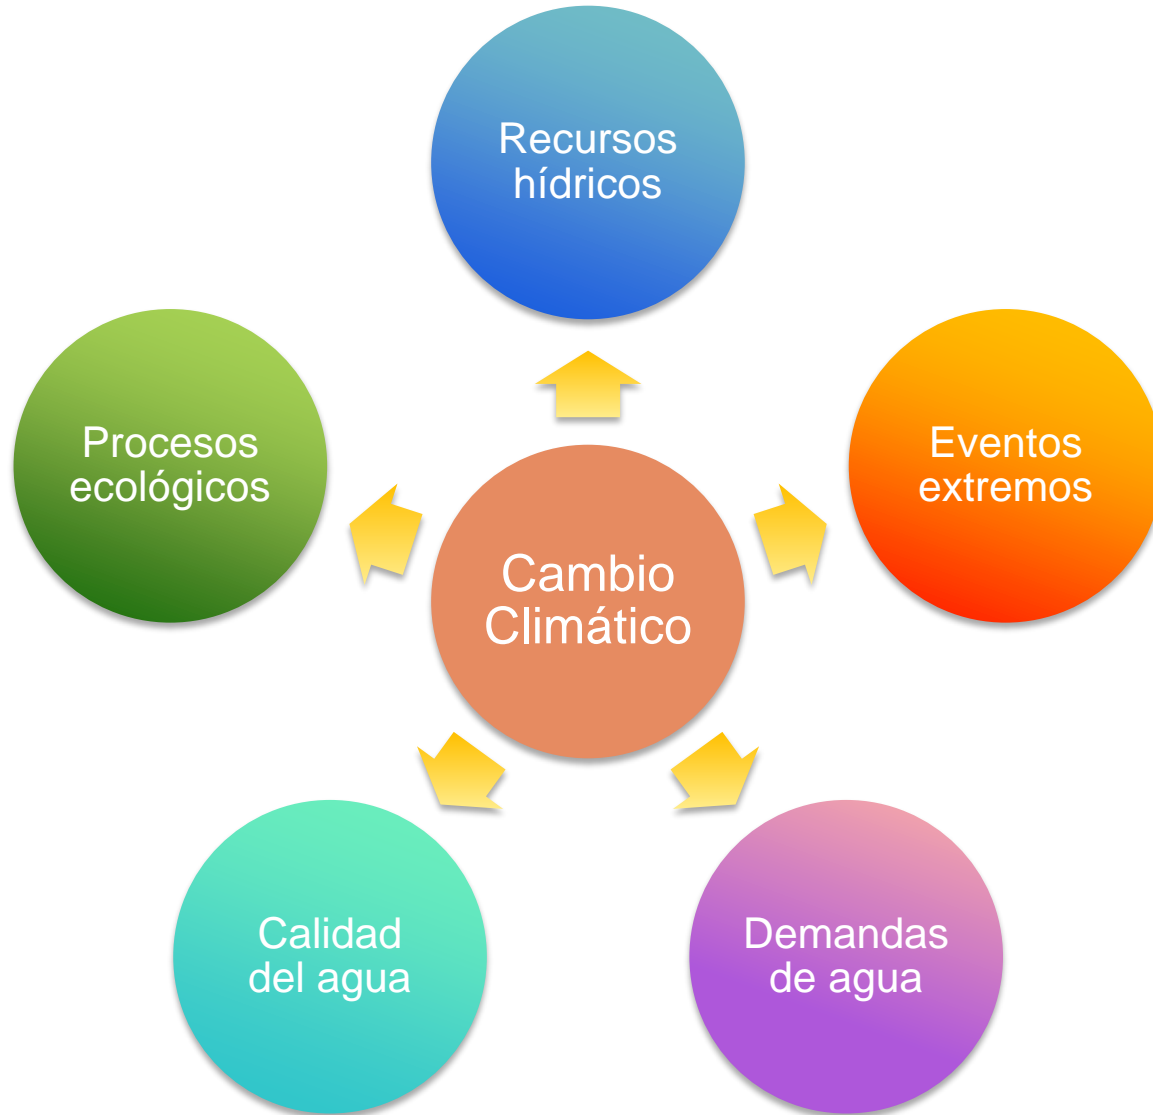 Recursos
hídricos
Procesos
ecológicos
Eventos
extremos
Cambio
Climático
Calidad
del agua
Demandas
de agua